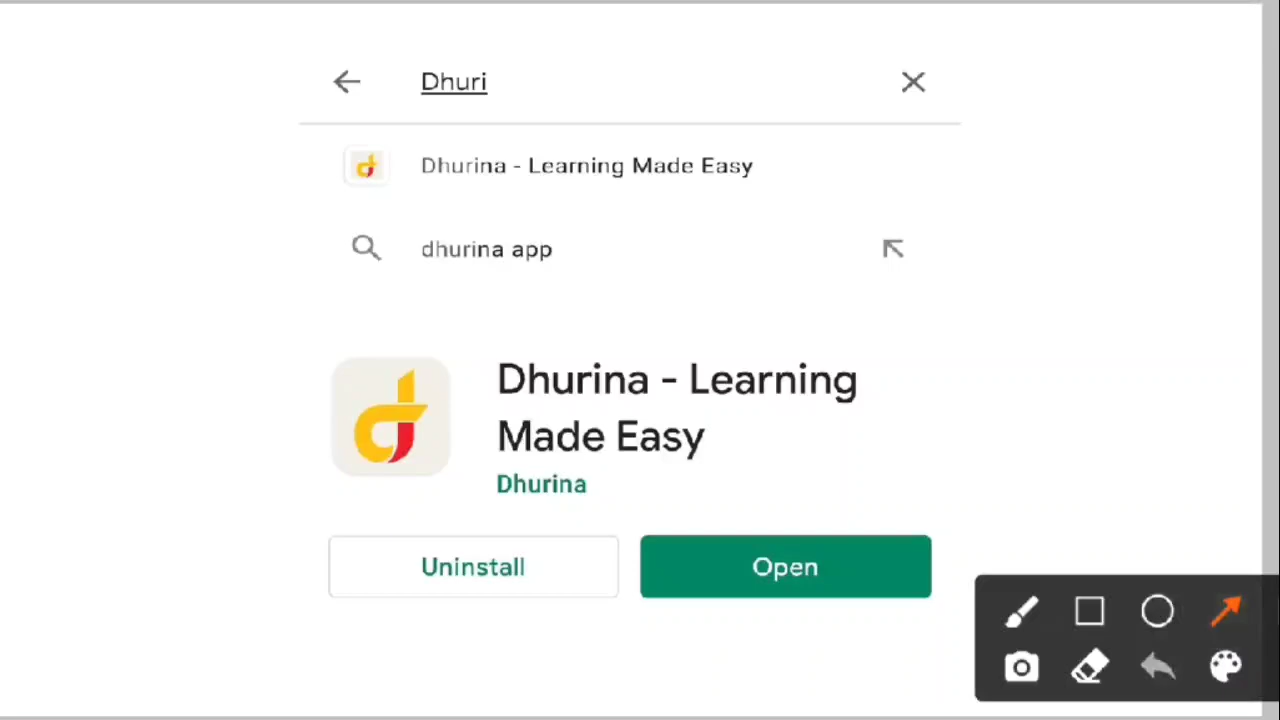 Dhuri
Dhurina - Learning Made Easy
dhurina app
Dhurina - Learning
Made Easy
Dhurina
Uninstall
Open